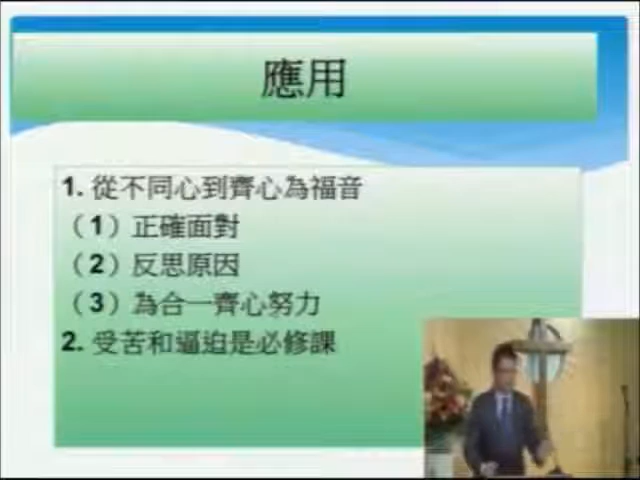 應用
1. 從不同心到齊心為福音
（1）正確面對
（2）反思原因
（3）為合一齊心努力
2. 受苦和逼迫是必修課